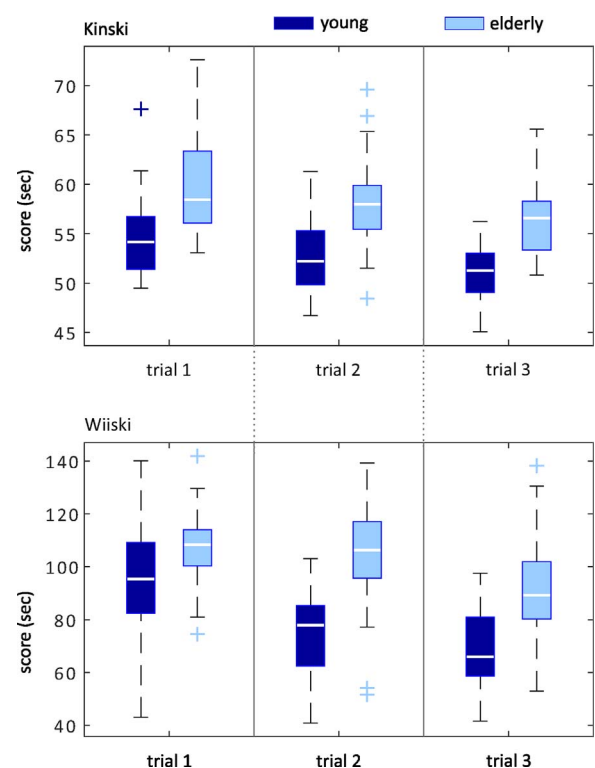 Kinski
young
elderly
70
65
60
55
50
45
score (sec)
trial 1
trial 2
trial 3
Wiiski
140
120
100
80
60
40
score (sec)
trial 1
trial 2
trial 3